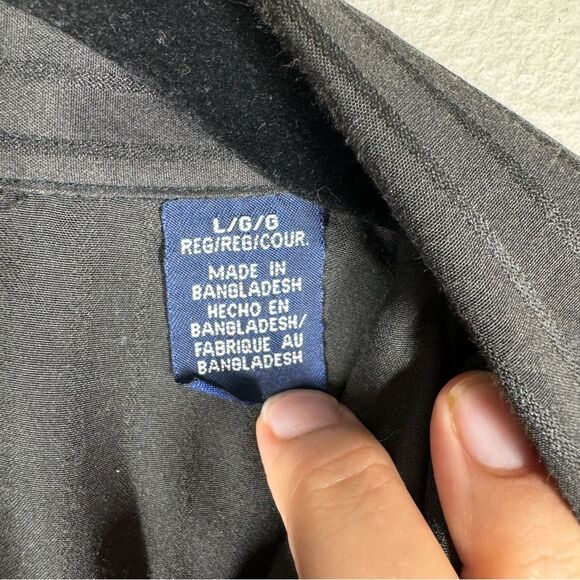 L/G/G
REG/REG/COUR.
MADE IN
BANGLADESH
HECHO EN
BANGLADESH/
FABRIQUE AU
BANGLADESH